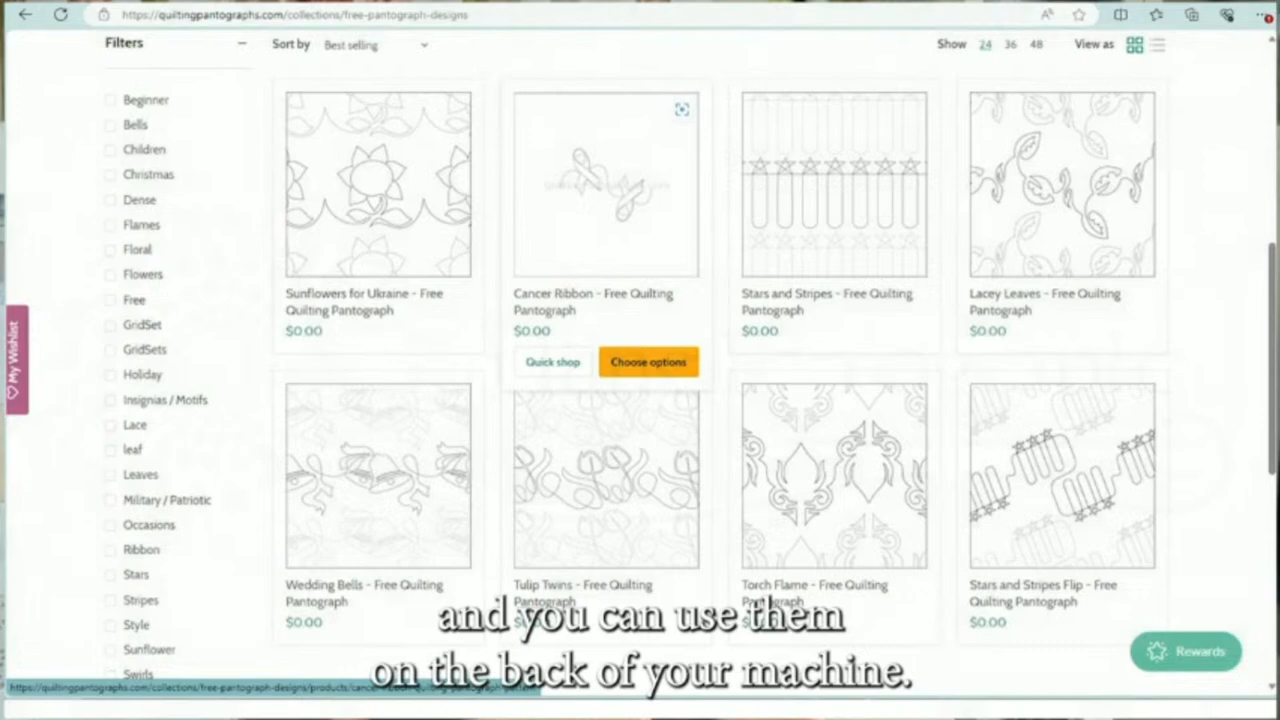 https://quiltingpantographs.com/collections/free-pantograph-designs
Filters
Sort by Best selling
Show 24 36 48 View as
Beginner
Bells
Children
Christmas
Dense
Flames
Floral
Flowers
Free
GridSet
GridSets
Holiday
Insignias / Motifs
Lace
leaf
Leaves
Military / Patriotic
Occasions
Ribbon
Stars
Stripes
Style
Sunflower
Swirls
My Wishlist
Sunflowers for Ukraine - Free
Quilting Pantograph
$0.00
Cancer Ribbon - Free Quilting
Pantograph
$0.00
Quick shop
Choose options
Stars and Stripes - Free Quilting
Pantograph
$0.00
Lacey Leaves - Free Quilting
Pantograph
$0.00
Wedding Bells - Free Quilting
Pantograph
$0.00
Tulip Twins - Free Quilting
Pantograph
Torch Flame - Free Quilting
Pantograph
Stars and Stripes Flip - Free
Quilting Pantograph
$0.00
Rewards
and you can use them
on the back of your machine.